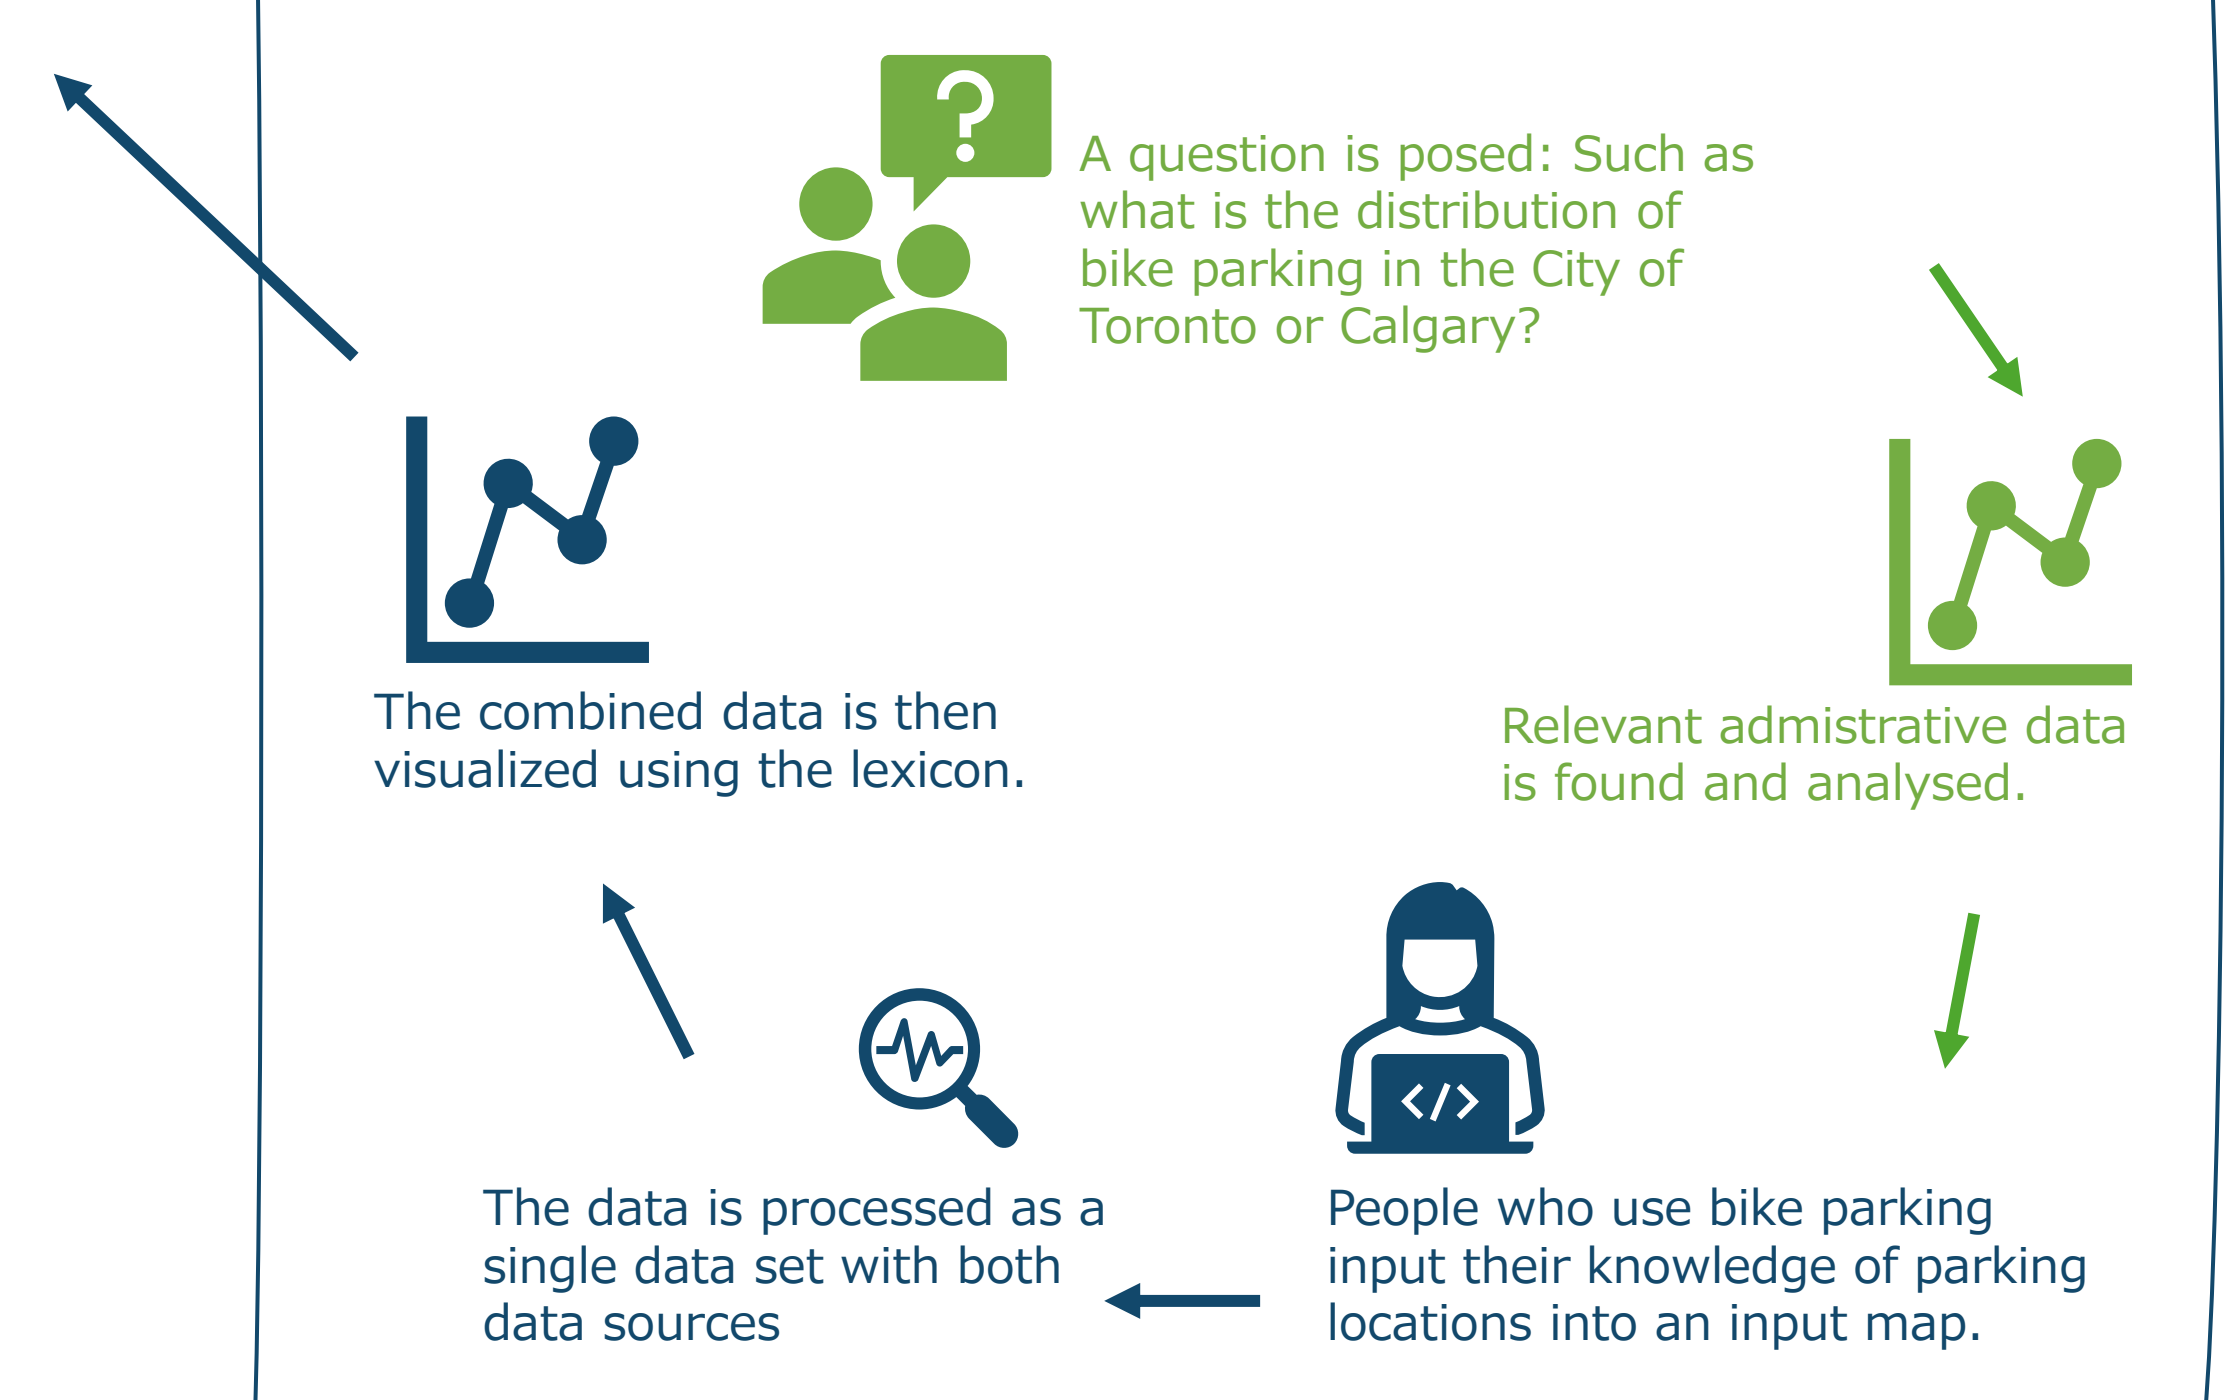 ?
A question is posed: Such as
what is the distribution of
bike parking in the City of
Toronto or Calgary?
Relevant admistrative data
is found and analysed.
</>
People who use bike parking
input their knowledge of parking
locations into an input map.
The data is processed as a
single data set with both
data sources
The combined data is then
visualized using the lexicon.